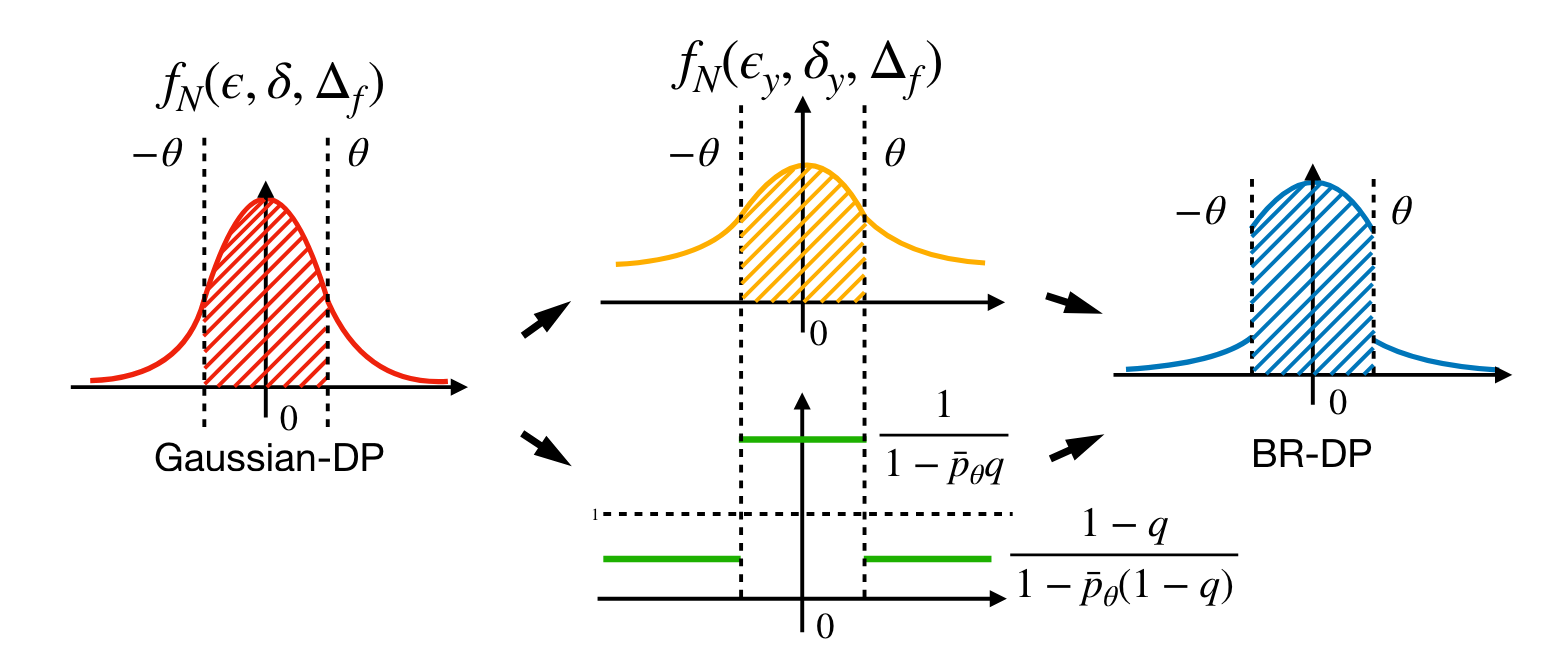 f_N(ϵ, δ, Δ_f)
−θ
θ
0
Gaussian-DP
f_N(ϵ_y, δ_y, Δ_f)
−θ
θ
0
1
1 − p̄_θq
1
1 − q
1 − p̄_θ(1 − q)
0
−θ
θ
0
BR-DP